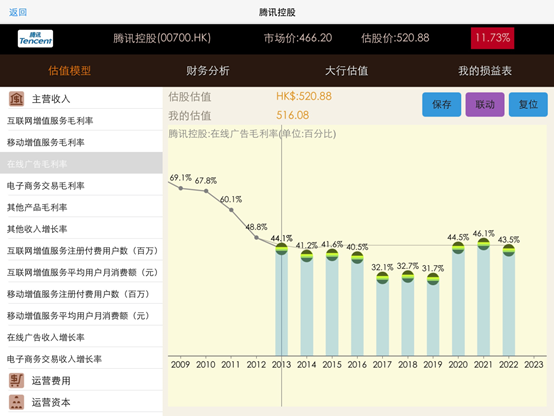 返回
腾讯控股
腾讯
Tencent
腾讯控股(00700.HK)
市场价:466.20
估股价:520.88
11.73%
估值模型
财务分析
大行估值
我的损益表
主营收入
互联网增值服务毛利率
移动增值服务毛利率
在线广告毛利率
电子商务交易毛利率
其他产品毛利率
其他收入增长率
互联网增值服务注册付费用户数（百万）
互联网增值服务平均用户月消费额（元）
移动增值服务注册付费用户数（百万）
移动增值服务平均用户月消费额（元）
在线广告收入增长率
电子商务交易收入增长率
运营费用
运营资本
估股估值
HK$:520.88
我的估值
516.08
保存
联动
复位
腾讯控股:在线广告毛利率(单位:百分比)
69.1%
67.8%
60.1%
48.8%
44.1%
41.2%
41.6%
40.5%
32.1%
32.7%
31.7%
44.5%
46.1%
43.5%
2009
2010
2011
2012
2013
2014
2015
2016
2017
2018
2019
2020
2021
2022
2023